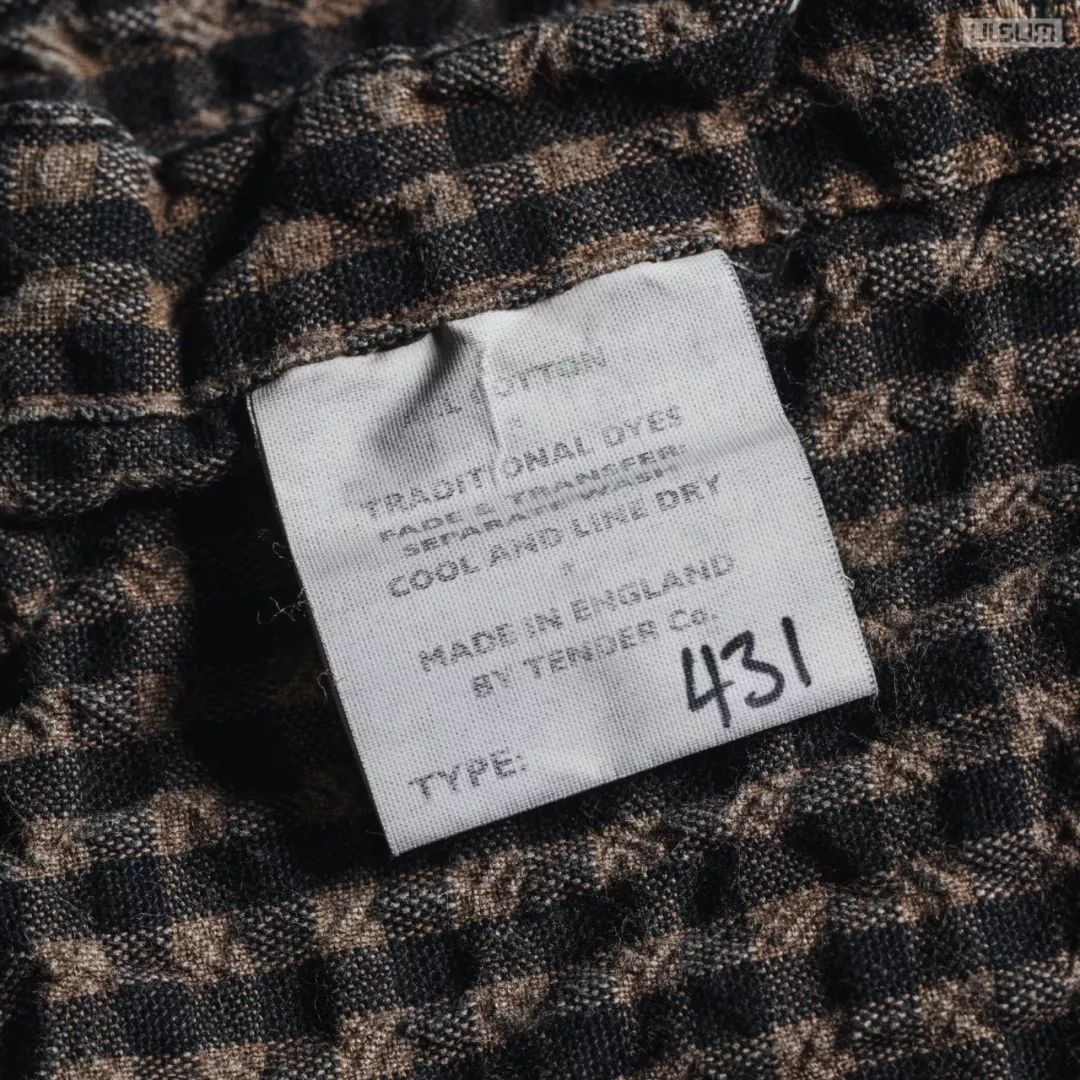 COTTON
TRADITIONAL DYES
FADE & TRANSFER:
SEPARATE WASH
COOL AND LINE DRY
MADE IN ENGLAND
BY TENDER Co.
431
TYPE: